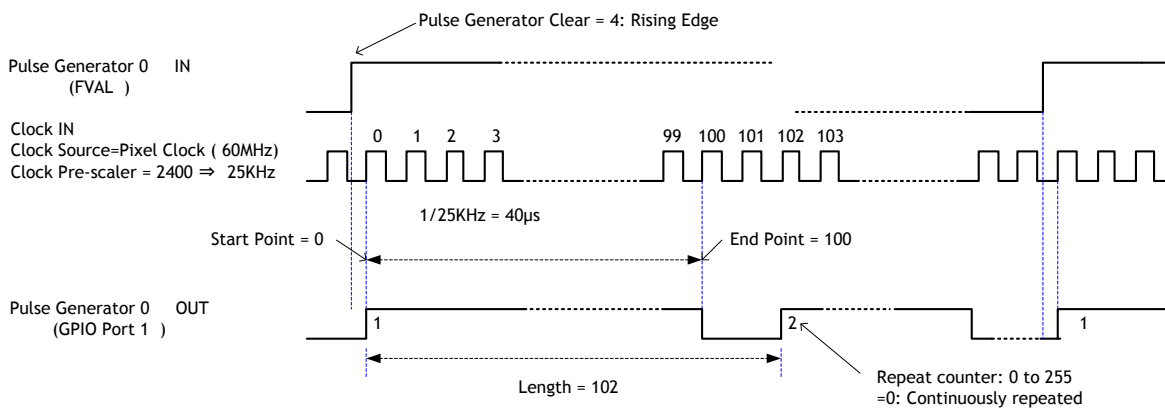 Pulse Generator Clear = 4: Rising Edge
Pulse Generator 0 IN
(FVAL )
Clock IN
Clock Source=Pixel Clock ( 60MHz)
Clock Pre-scaler = 2400 ⇒ 25KHz
0 1 2 3 99 100 101 102 103
1/25KHz = 40µs
Start Point = 0
End Point = 100
Pulse Generator 0 OUT
(GPIO Port 1 )
1 2 1
Length = 102
Repeat counter: 0 to 255
=0: Continuously repeated